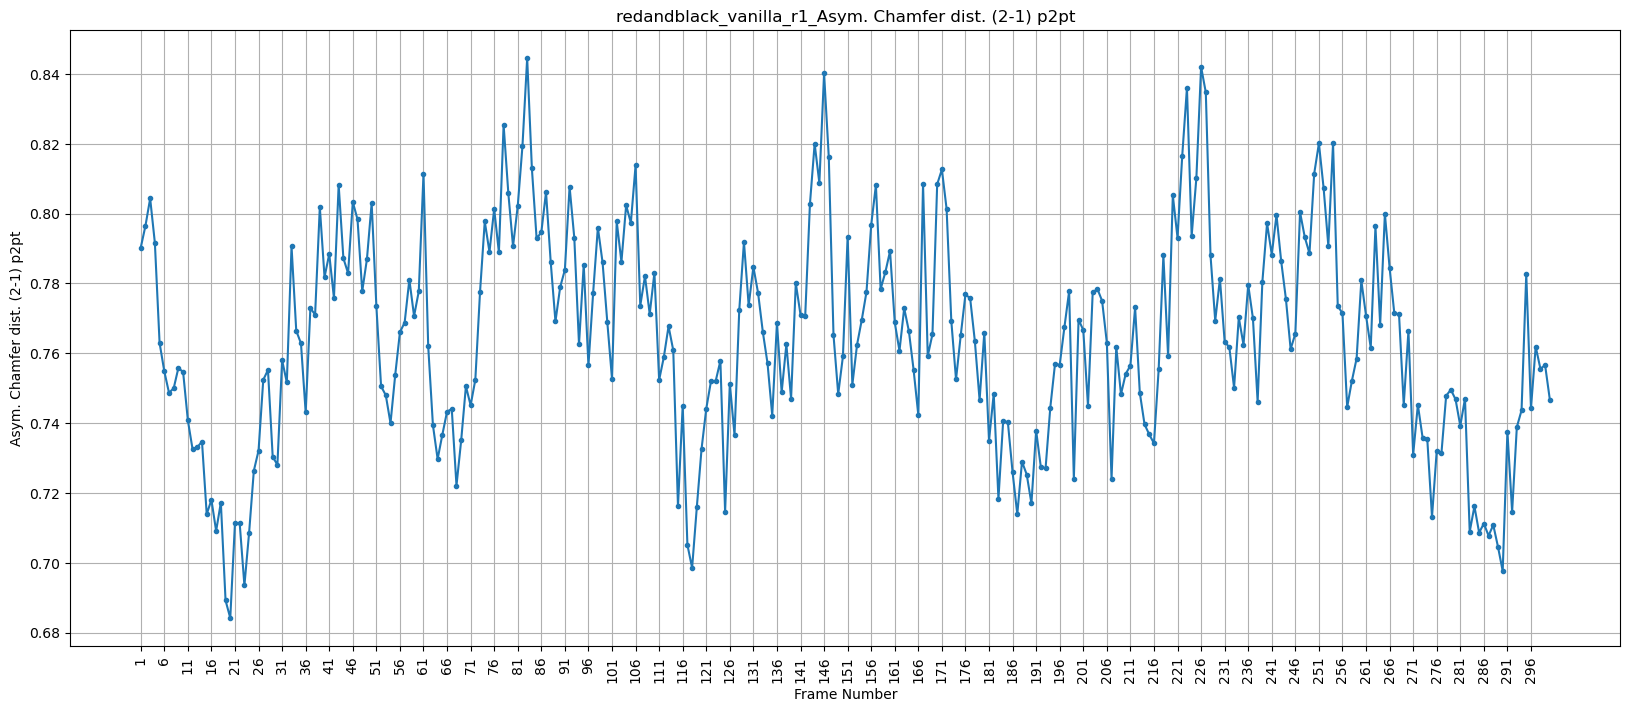 redandblack_vanilla_r1_Asym. Chamfer dist. (2-1) p2pt
Asym. Chamfer dist. (2-1) p2pt
0.84
0.82
0.80
0.78
0.76
0.74
0.72
0.70
0.68
1 6 11 16 21 26 31 36 41 46 51 56 61 66 71 76 81 86 91 96 101 106 111 116 121 126 131 136 141 146 151 156 161 166 171 176 181 186 191 196 201 206 211 216 221 226 231 236 241 246 251 256 261 266 271 276 281 286 291 296
Frame Number